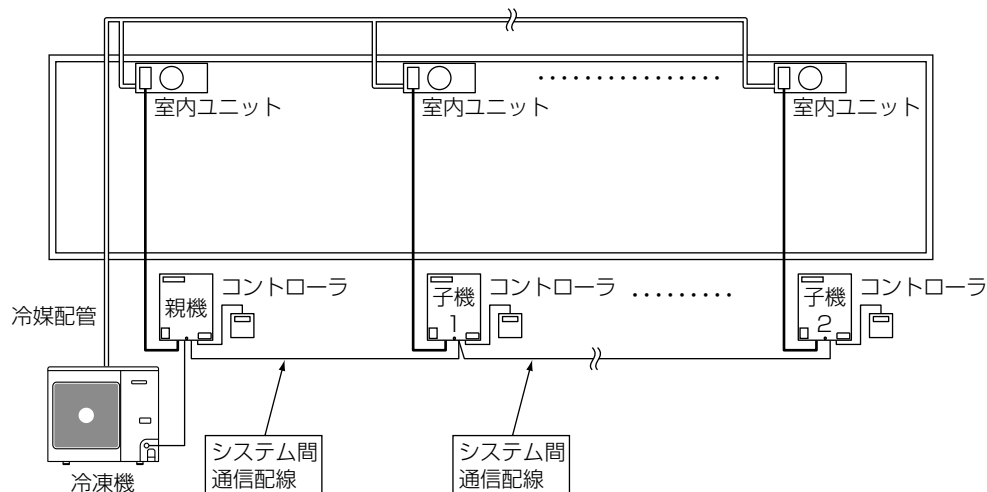 室内ユニット
室内ユニット
室内ユニット
親機
コントローラ
子機
1
コントローラ
子機
2
コントローラ
冷媒配管
システム間
通信配線
システム間
通信配線
冷凍機